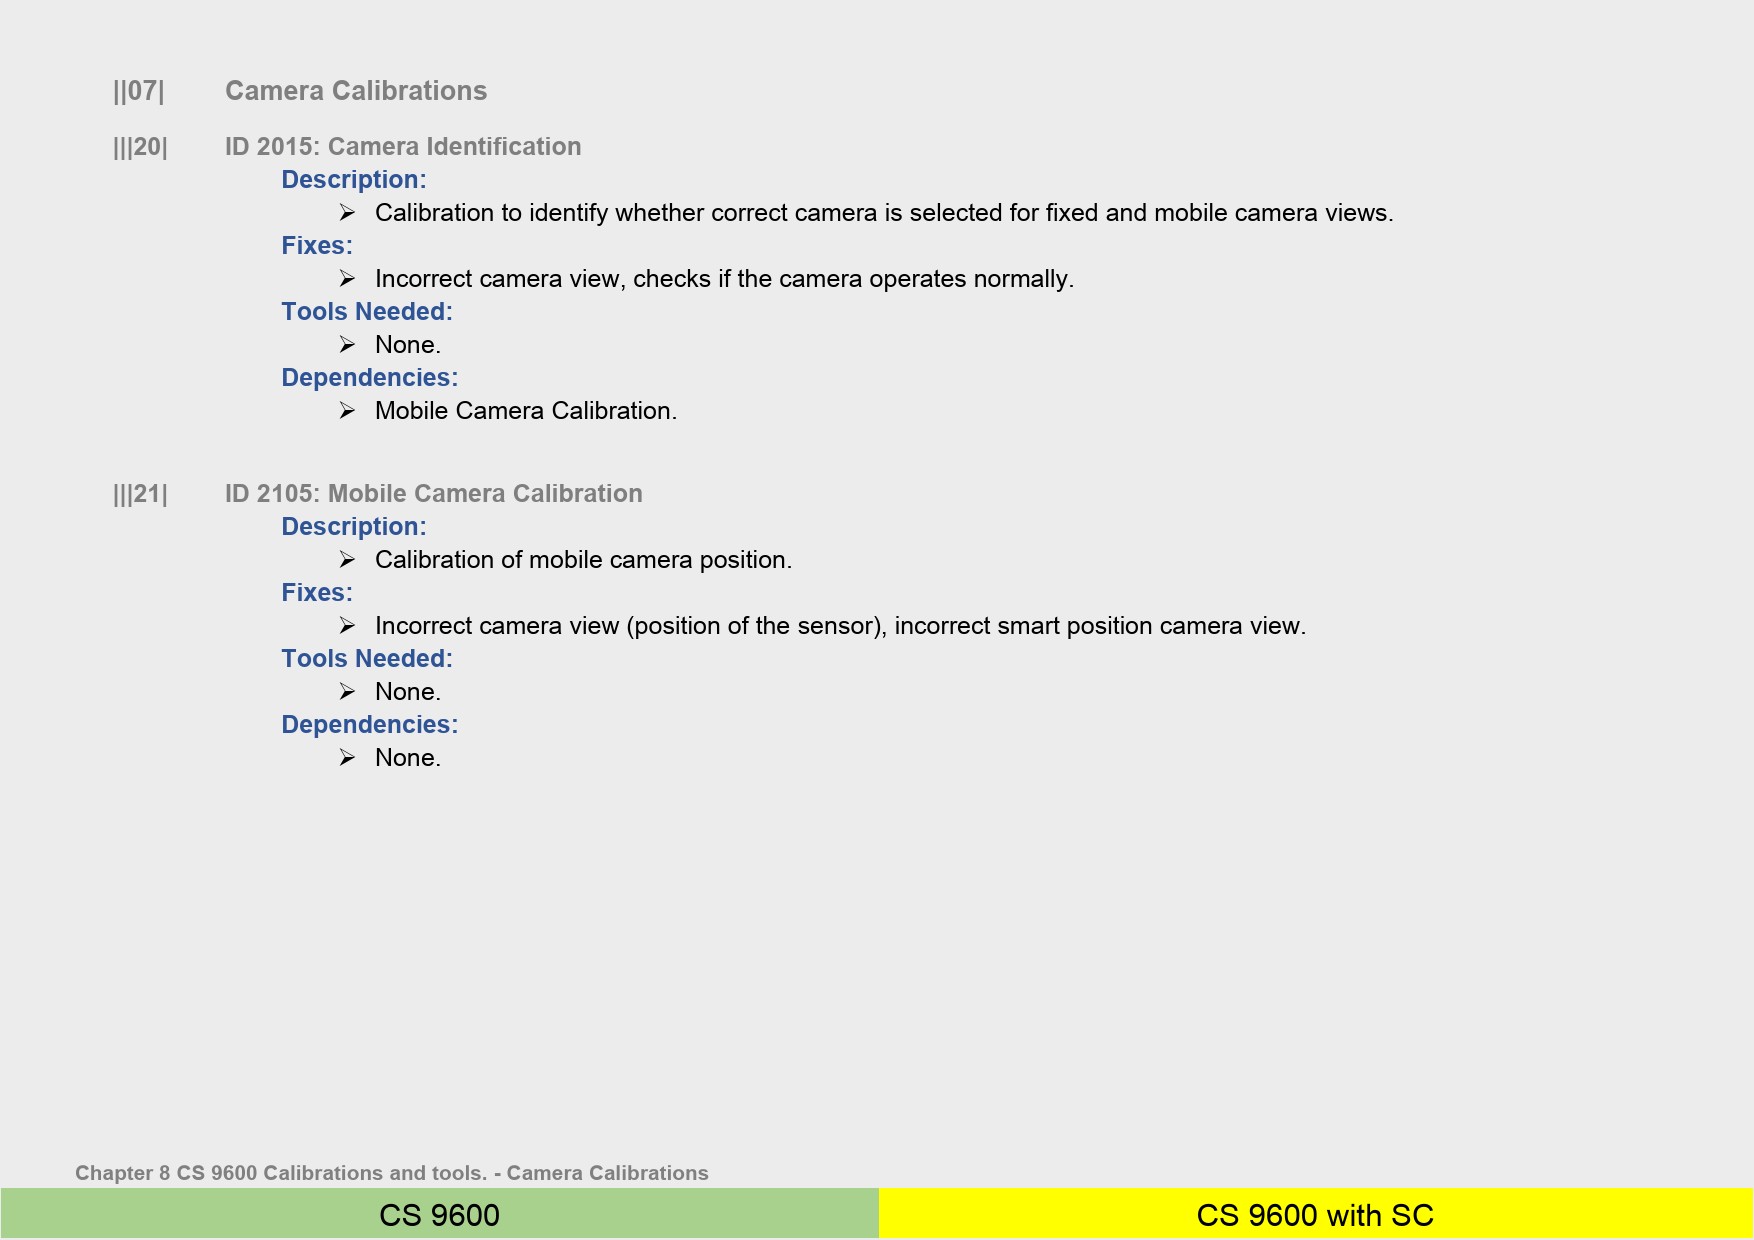 ||07| Camera Calibrations
|||20| ID 2015: Camera Identification
Description:
➢ Calibration to identify whether correct camera is selected for fixed and mobile camera views.
Fixes:
➢ Incorrect camera view, checks if the camera operates normally.
Tools Needed:
➢ None.
Dependencies:
➢ Mobile Camera Calibration.
|||21| ID 2105: Mobile Camera Calibration
Description:
➢ Calibration of mobile camera position.
Fixes:
➢ Incorrect camera view (position of the sensor), incorrect smart position camera view.
Tools Needed:
➢ None.
Dependencies:
➢ None.
Chapter 8 CS 9600 Calibrations and tools. - Camera Calibrations
CS 9600 CS 9600 with SC